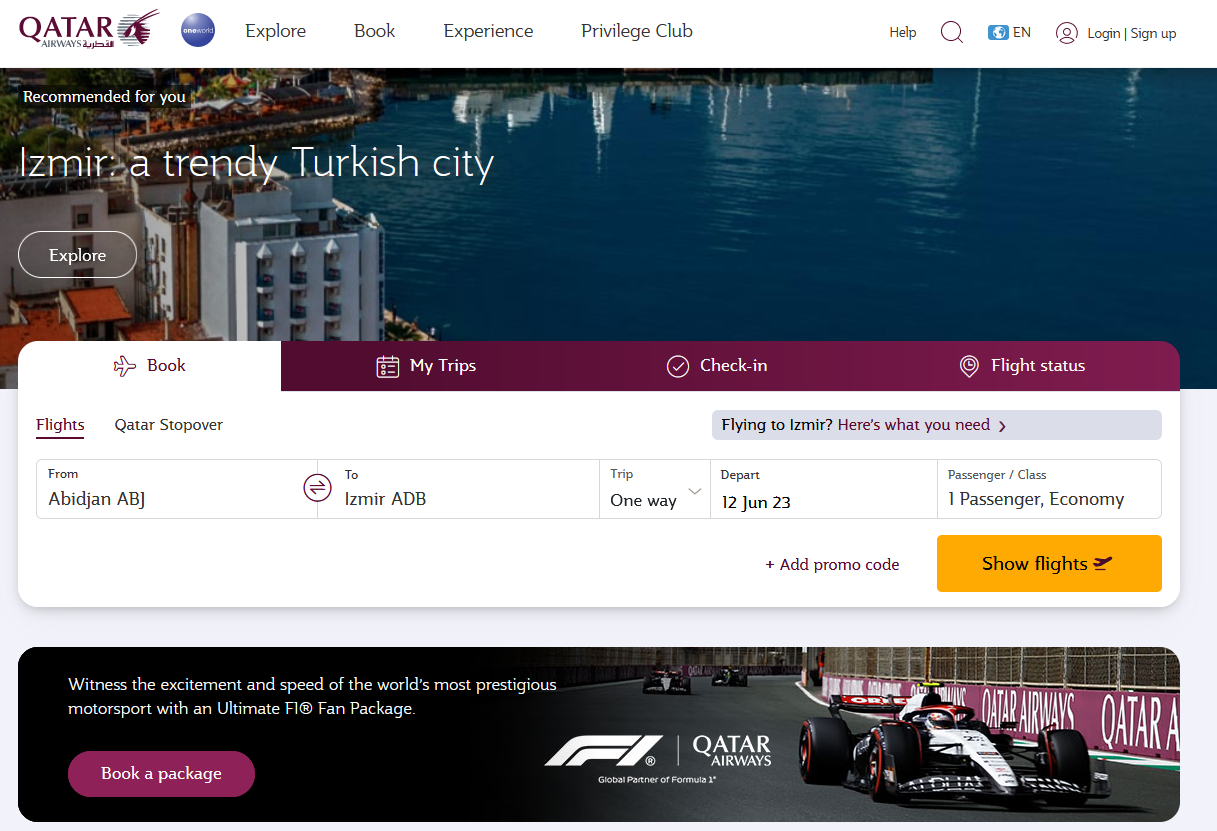 QATAR
AIRWAYS القطرية
oneworld
Explore
Book
Experience
Privilege Club
Help
EN
Login | Sign up
Recommended for you
Izmir: a trendy Turkish city
Explore
Book
My Trips
Check-in
Flight status
Flights
Qatar Stopover
Flying to Izmir? Here's what you need
From
Abidjan ABJ
To
Izmir ADB
Trip
One way
Depart
12 Jun 23
Passenger / Class
1 Passenger, Economy
+ Add promo code
Show flights
Witness the excitement and speed of the world's most prestigious
motorsport with an Ultimate F1® Fan Package.
Book a package
F1®
QATAR
AIRWAYS
Global Partner of Formula 1®
QATAR AIRWAYS
QATAR A